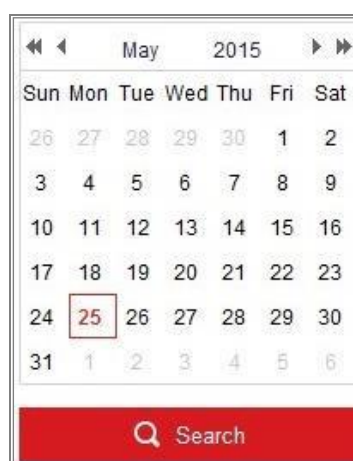 May 2015
Sun Mon Tue Wed Thu Fri Sat
26 27 28 29 30 1 2
3 4 5 6 7 8 9
10 11 12 13 14 15 16
17 18 19 20 21 22 23
24 25 26 27 28 29 30
31 1 2 3 4 5 6
Search